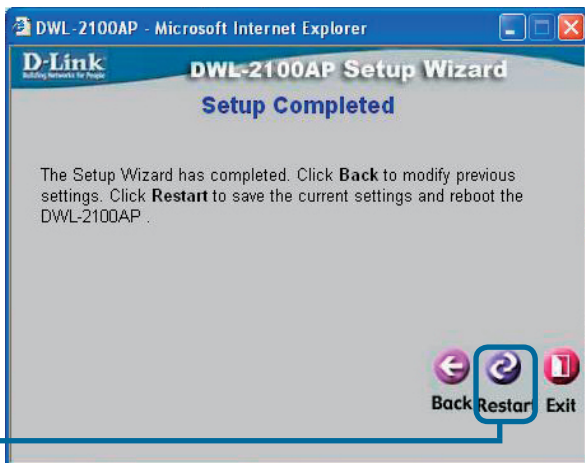 DWL-2100AP - Microsoft Internet Explorer
D-Link
Building Networks for People
DWL-2100AP Setup Wizard
Setup Completed
The Setup Wizard has completed. Click Back to modify previous
settings. Click Restart to save the current settings and reboot the
DWL-2100AP .
Back Restart Exit